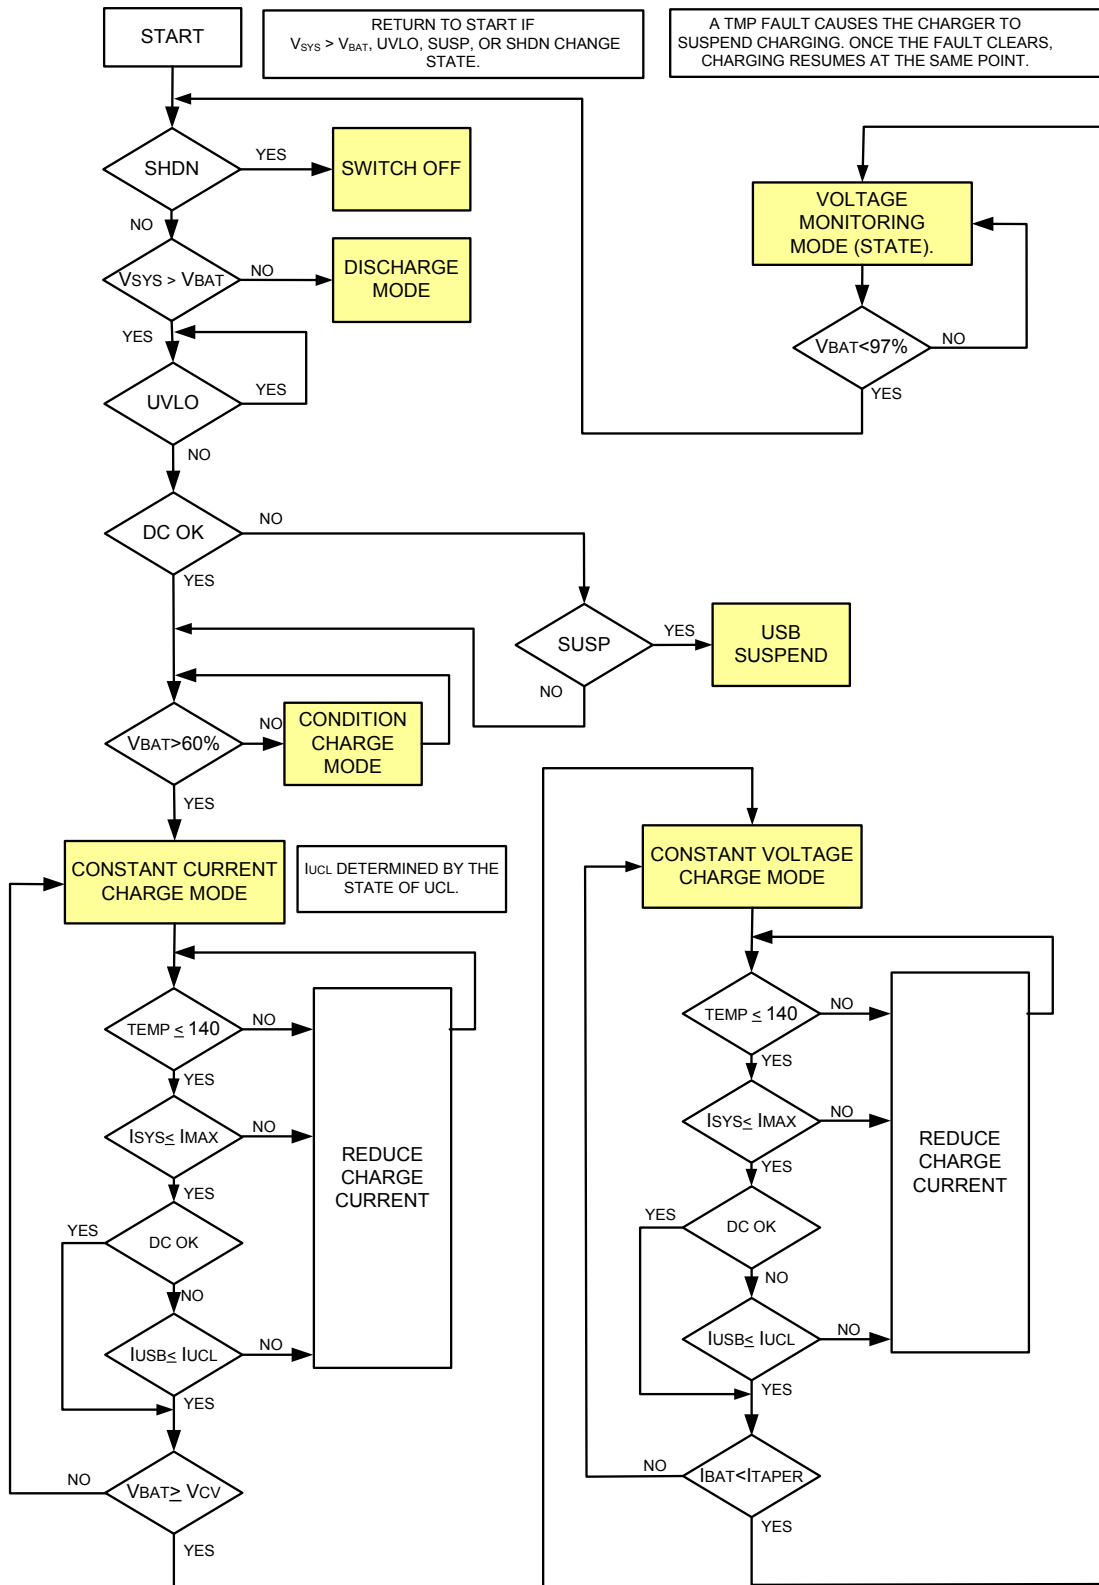 START
RETURN TO START IF
VSYS > VBAT, UVLO, SUSP, OR SHDN CHANGE
STATE.
A TMP FAULT CAUSES THE CHARGER TO
SUSPEND CHARGING. ONCE THE FAULT CLEARS,
CHARGING RESUMES AT THE SAME POINT.
SHDN
YES
SWITCH OFF
NO
VSYS > VBAT
NO
DISCHARGE
MODE
YES
UVLO
YES
NO
VOLTAGE
MONITORING
MODE (STATE).
VBAT<97%
NO
YES
DC OK
NO
YES
SUSP
YES
USB
SUSPEND
NO
VBAT>60%
NO
CONDITION
CHARGE
MODE
YES
CONSTANT CURRENT
CHARGE MODE
IUCL DETERMINED BY THE
STATE OF UCL.
TEMP ≤ 140
NO
YES
ISYS≤ IMAX
NO
YES
REDUCE
CHARGE
CURRENT
YES
DC OK
NO
IUSB≤ IUCL
NO
YES
VBAT≥ VCV
NO
YES
CONSTANT VOLTAGE
CHARGE MODE
TEMP ≤ 140
NO
YES
ISYS≤ IMAX
NO
YES
REDUCE
CHARGE
CURRENT
YES
DC OK
NO
IUSB≤ IUCL
NO
YES
IBAT<ITAPER
NO
YES